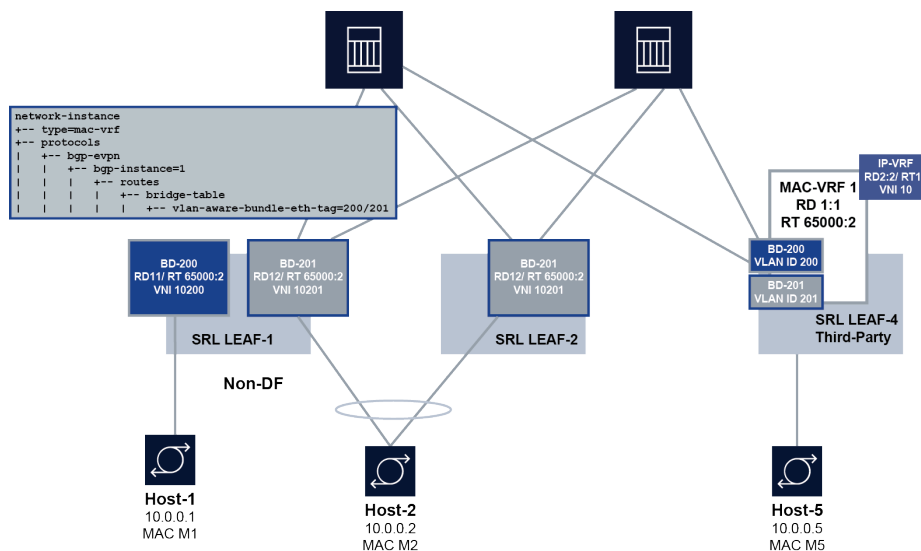 network-instance
+-- type=mac-vrf
+-- protocols
|   +-- bgp-evpn
|   |   +-- bgp-instance=1
|   |   |   +-- routes
|   |   |   |   +-- bridge-table
|   |   |   |   |   +-- vlan-aware-bundle-eth-tag=200/201
IP-VRF
RD2:2/ RT1
VNI 10
MAC-VRF 1
RD 1:1
RT 65000:2
BD-200
VLAN ID 200
BD-201
VLAN ID 201
BD-200
RD11/ RT 65000:2
VNI 10200
BD-201
RD12/ RT 65000:2
VNI 10201
BD-201
RD12/ RT 65000:2
VNI 10201
SRL LEAF-1
SRL LEAF-2
SRL LEAF-4
Third-Party
Non-DF
Host-1
10.0.0.1
MAC M1
Host-2
10.0.0.2
MAC M2
Host-5
10.0.0.5
MAC M5